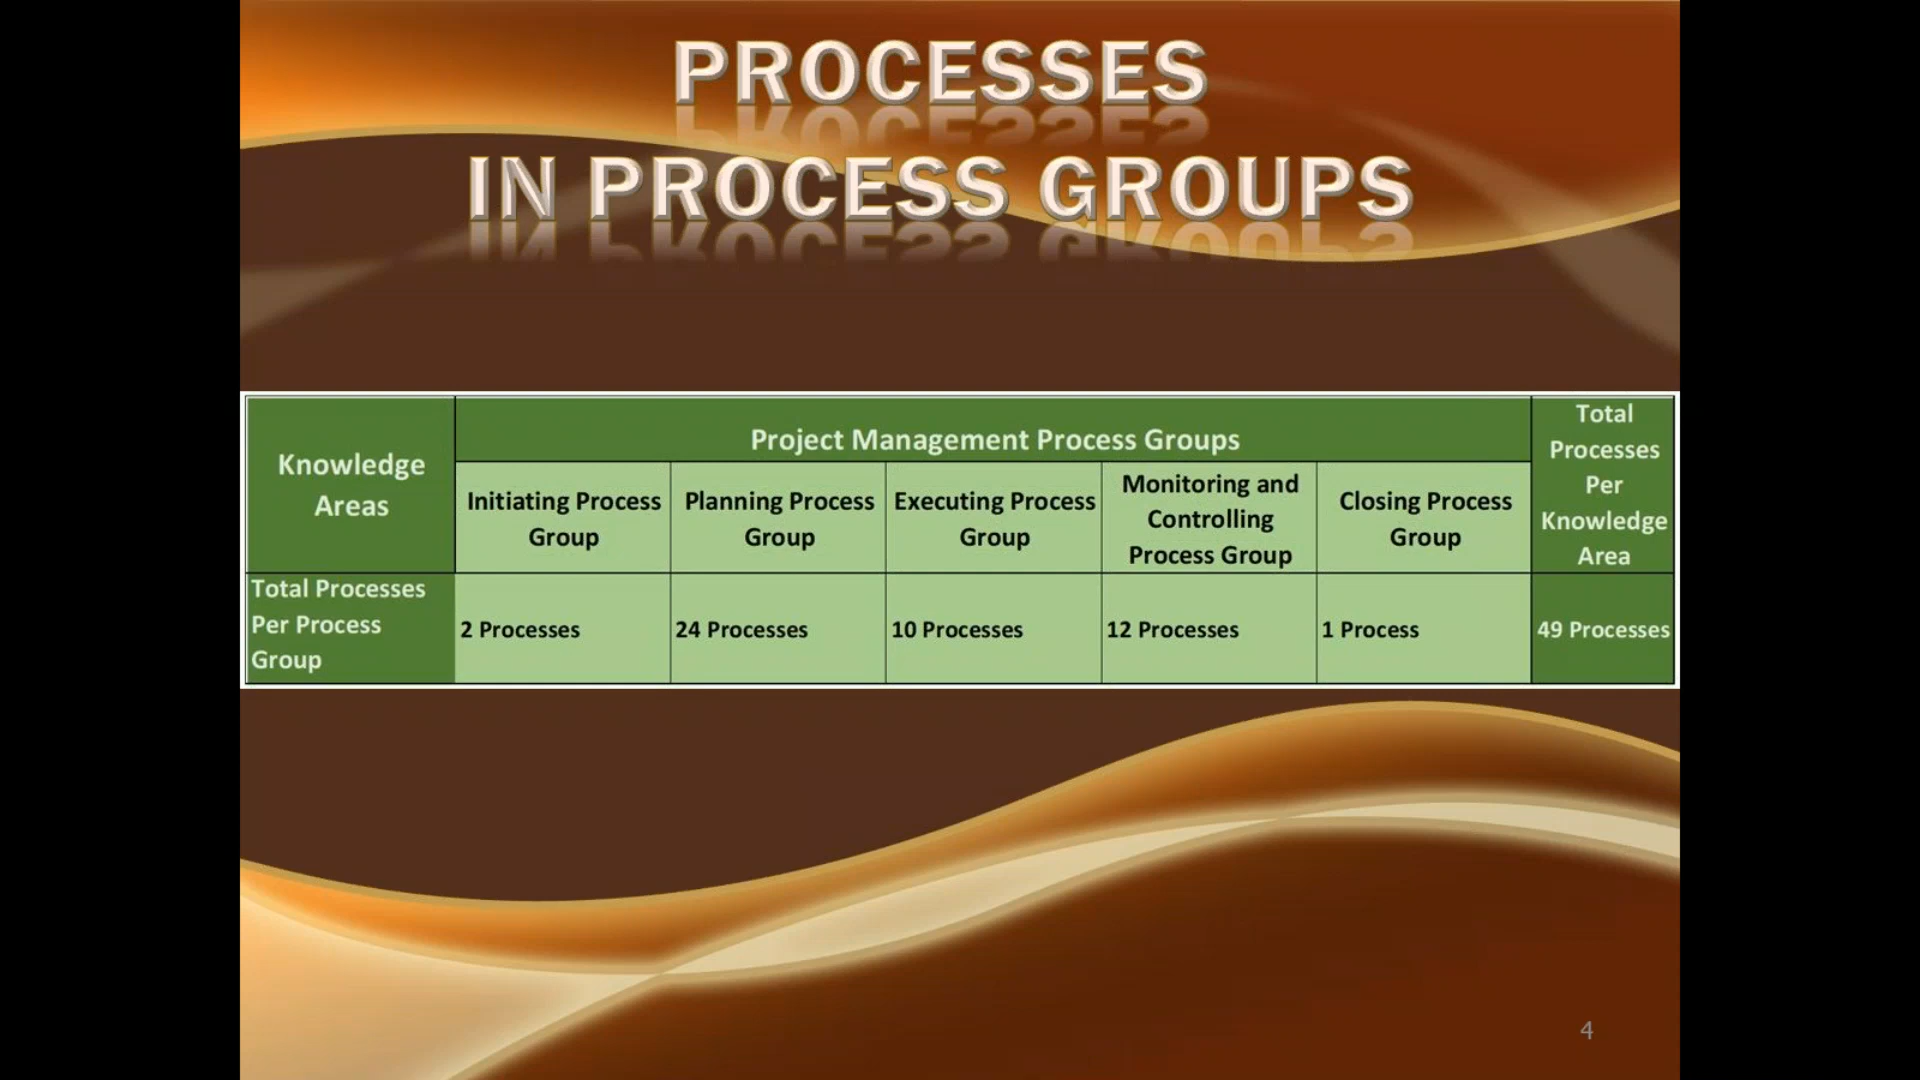 PROCESSES
IN PROCESS GROUPS
Knowledge
Areas
Project Management Process Groups
Total
Processes
Per
Knowledge
Area
Initiating Process
Group
Planning Process
Group
Executing Process
Group
Monitoring and
Controlling
Process Group
Closing Process
Group
Total Processes
Per Process
Group
2 Processes
24 Processes
10 Processes
12 Processes
1 Process
49 Processes
4